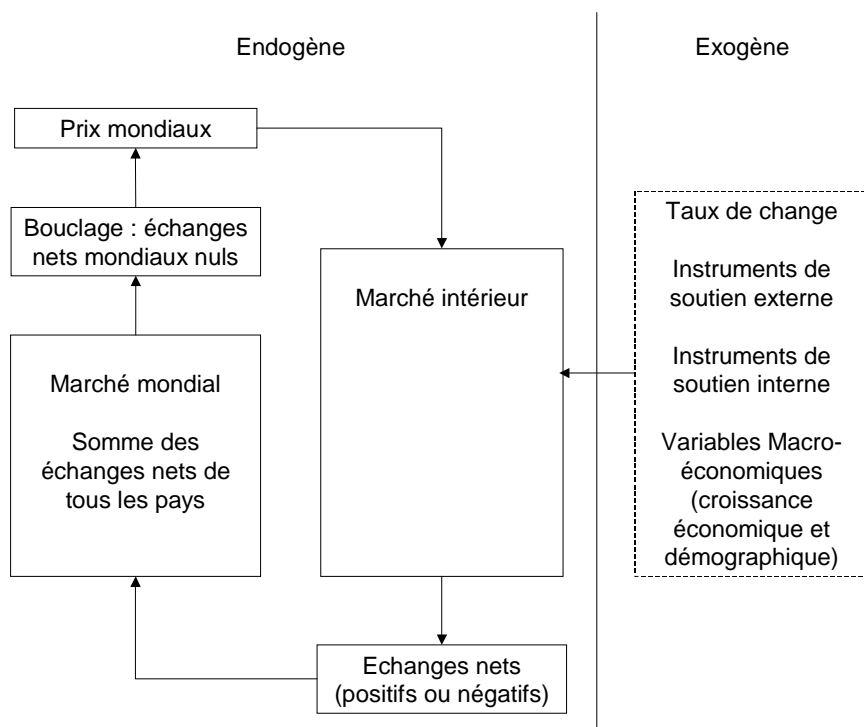 Endogène
Exogène
Prix mondiaux
Bouclage : échanges
nets mondiaux nuls
Marché mondial
Somme des
échanges nets de
tous les pays
Marché intérieur
Echanges nets
(positifs ou négatifs)
Taux de change
Instruments de
soutien externe
Instruments de
soutien interne
Variables Macro-
économiques
(croissance
économique et
démographique)